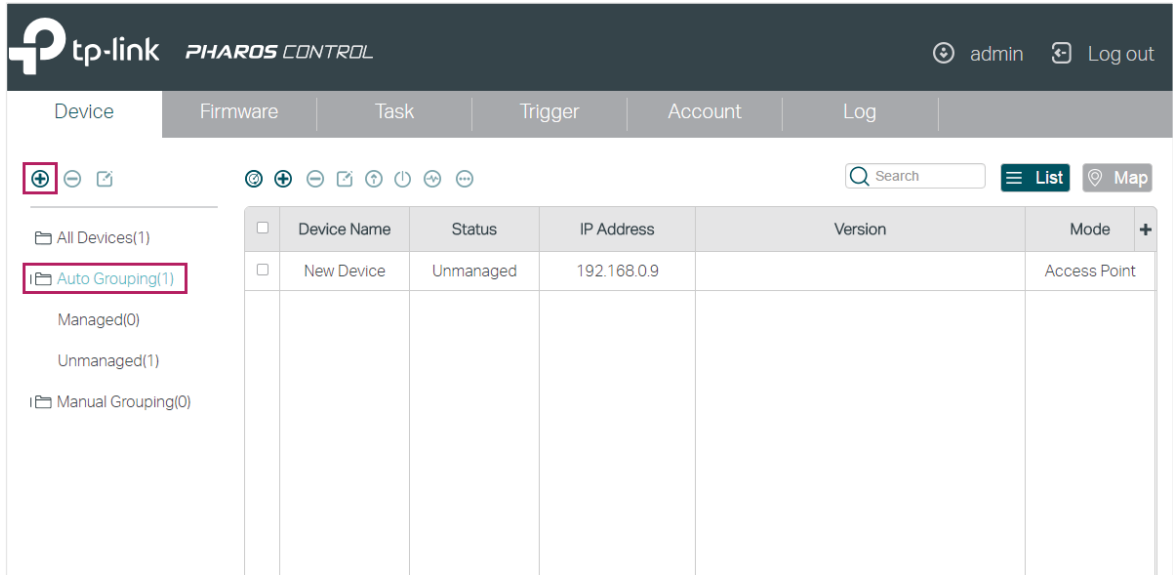 tp-link PHAROS CONTROL admin Log out
Device Firmware Task Trigger Account Log
Search List Map
All Devices(1)
Auto Grouping(1)
Managed(0)
Unmanaged(1)
Manual Grouping(0)
Device Name Status IP Address Version Mode +
New Device Unmanaged 192.168.0.9 Access Point